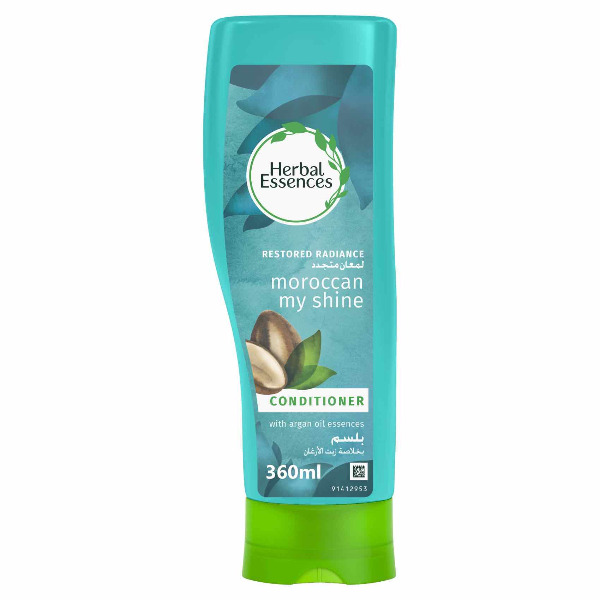 Herbal
Essences
RESTORED RADIANCE
لمعان متجدد
moroccan
my shine
CONDITIONER
with argan oil essences
بلسم
بخلاصة زيت الأرغان
360ml
91412953